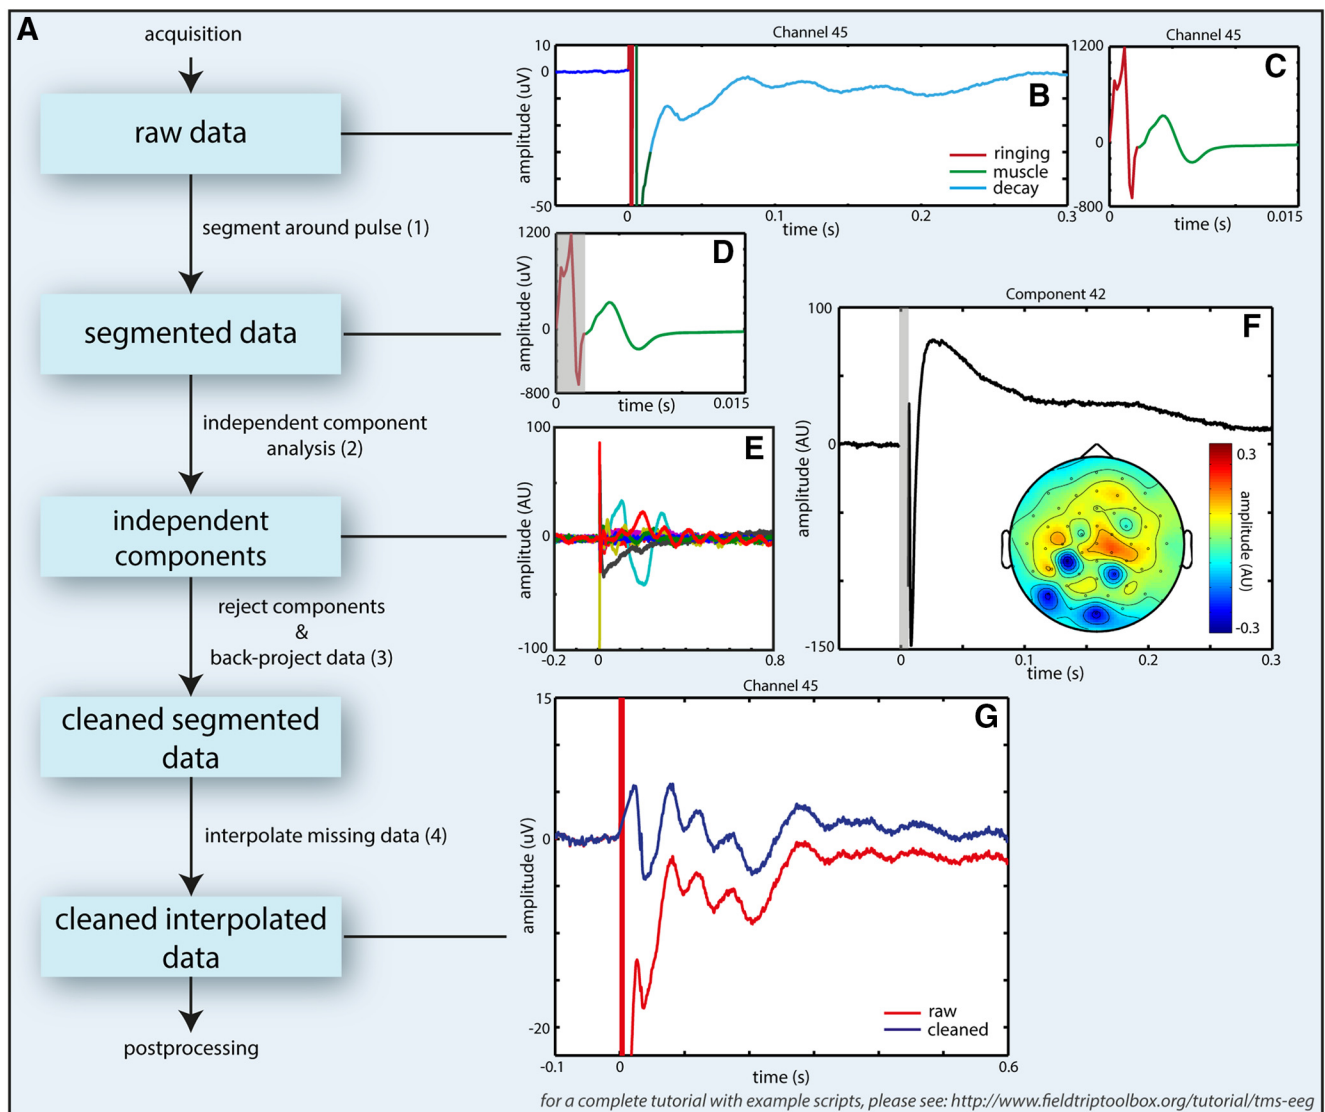 A
acquisition
raw data
segment around pulse (1)
segmented data
independent component
analysis (2)
independent
components
reject components
&
back-project data (3)
cleaned segmented
data
interpolate missing data (4)
cleaned interpolated
data
postprocessing
Channel 45
B
amplitude (uV)
10
0
-50
ringing
muscle
decay
0
0.1
0.2
0.3
time (s)
Channel 45
C
1200
0
-800
0
0.015
time (s)
D
amplitude (uV)
1200
0
-800
0
time (s)
0.015
E
amplitude (AU)
100
0
-100
-0.2
0
0.8
Component 42
F
amplitude (AU)
100
0
-150
0.3
amplitude (AU)
-0.3
0
0.1
0.2
0.3
time (s)
Channel 45
G
amplitude (uV)
15
0
-20
raw
cleaned
-0.1
0
0.6
time (s)
for a complete tutorial with example scripts, please see: http://www.fieldtriptoolbox.org/tutorial/tms-eeg